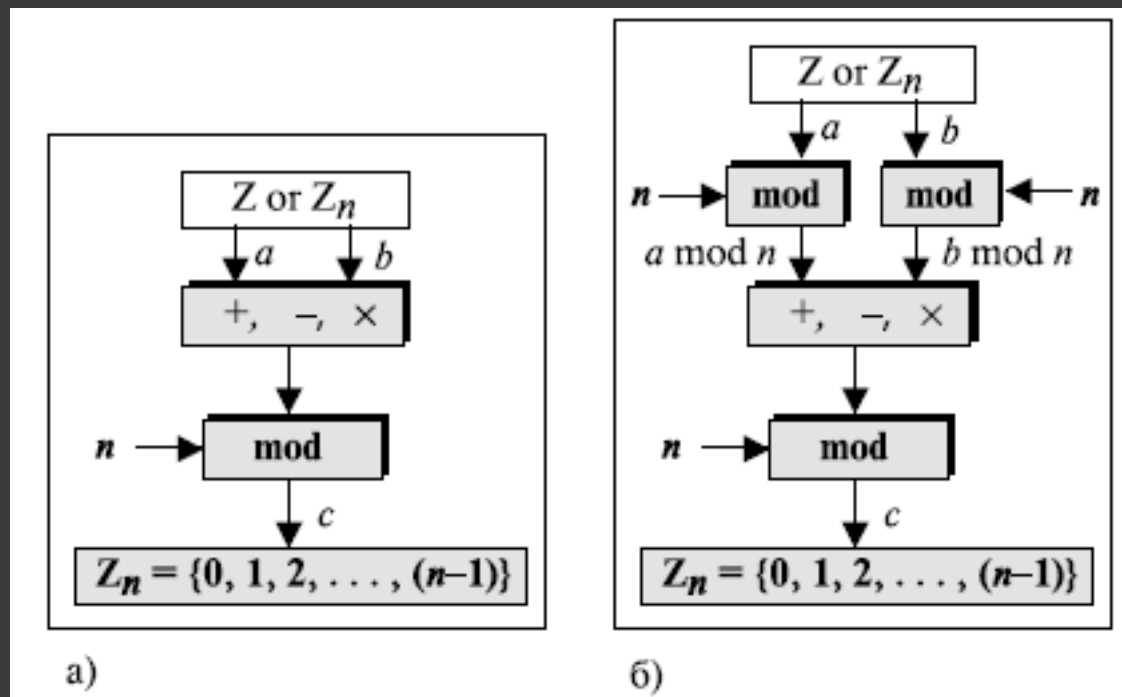 Z or Zn
a b
+, –, ×
n mod
c
Zn = {0, 1, 2, . . . , (n–1)}
а)
Z or Zn
a b
n mod mod n
a mod n b mod n
+, –, ×
n mod
c
Zn = {0, 1, 2, . . . , (n–1)}
б)